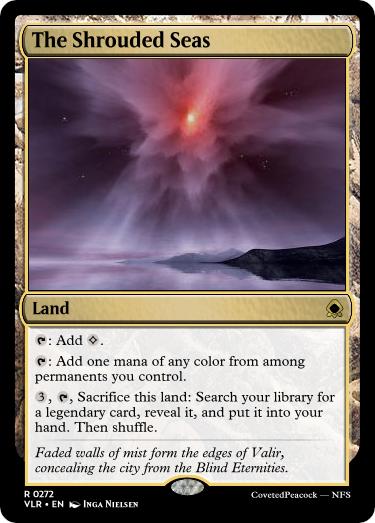 The Shrouded Seas
Land
: Add .
: Add one mana of any color from among
permanents you control.
3, , Sacrifice this land: Search your library for
a legendary card, reveal it, and put it into your
hand. Then shuffle.
Faded walls of mist form the edges of Valir,
concealing the city from the Blind Eternities.
R 0272
VLR • EN Inga Nielsen
CovetedPeacock — NFS